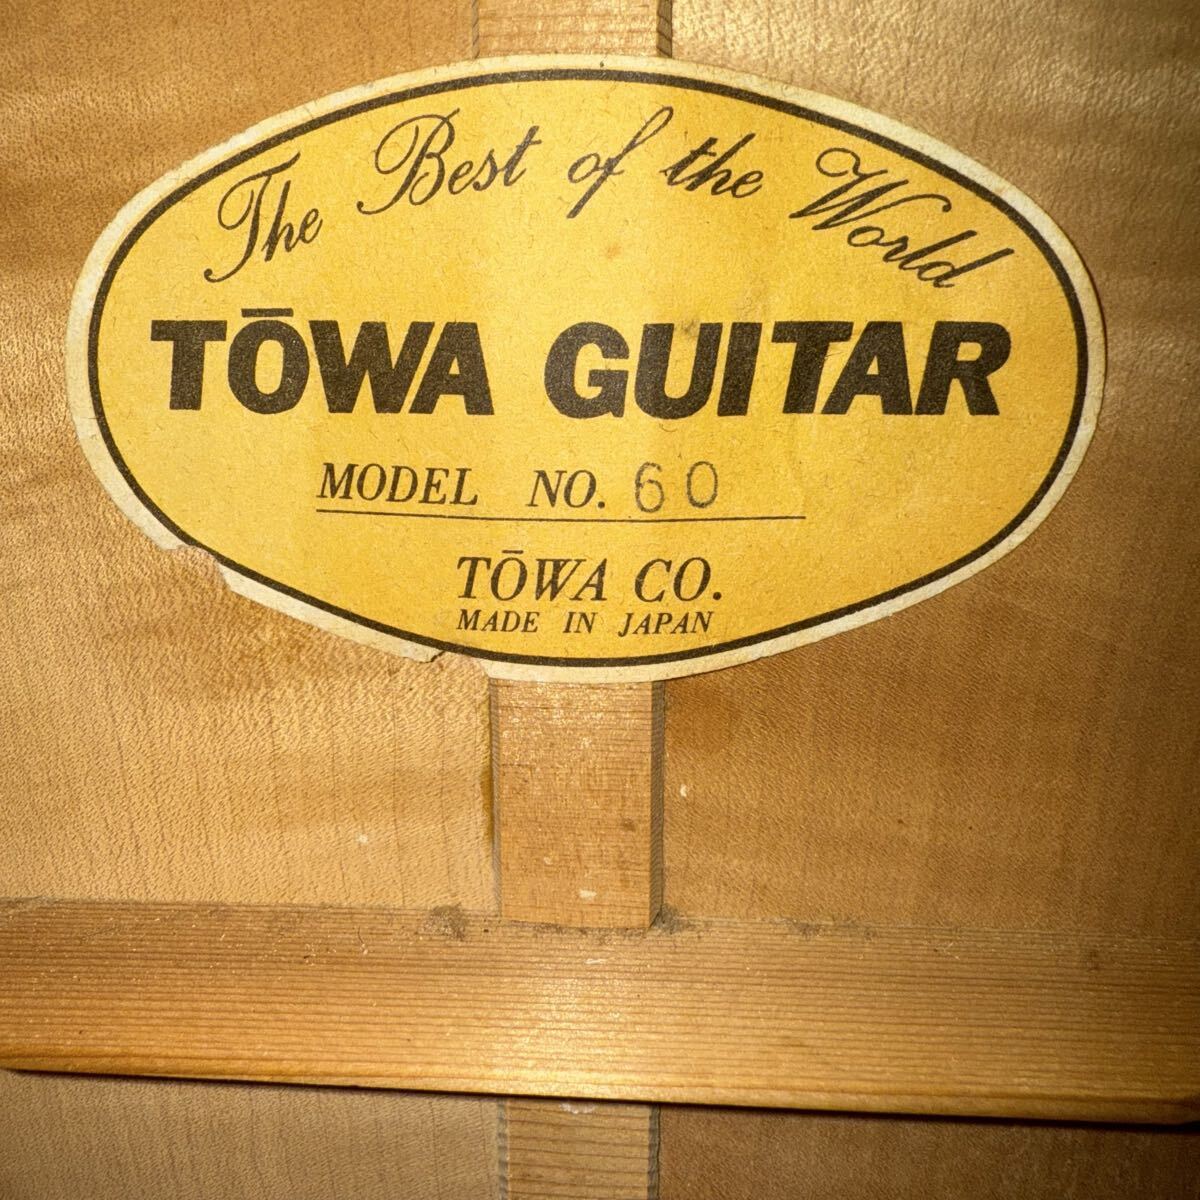 The Best of the World
TŌWA GUITAR
MODEL NO. 60
TŌWA CO.
MADE IN JAPAN